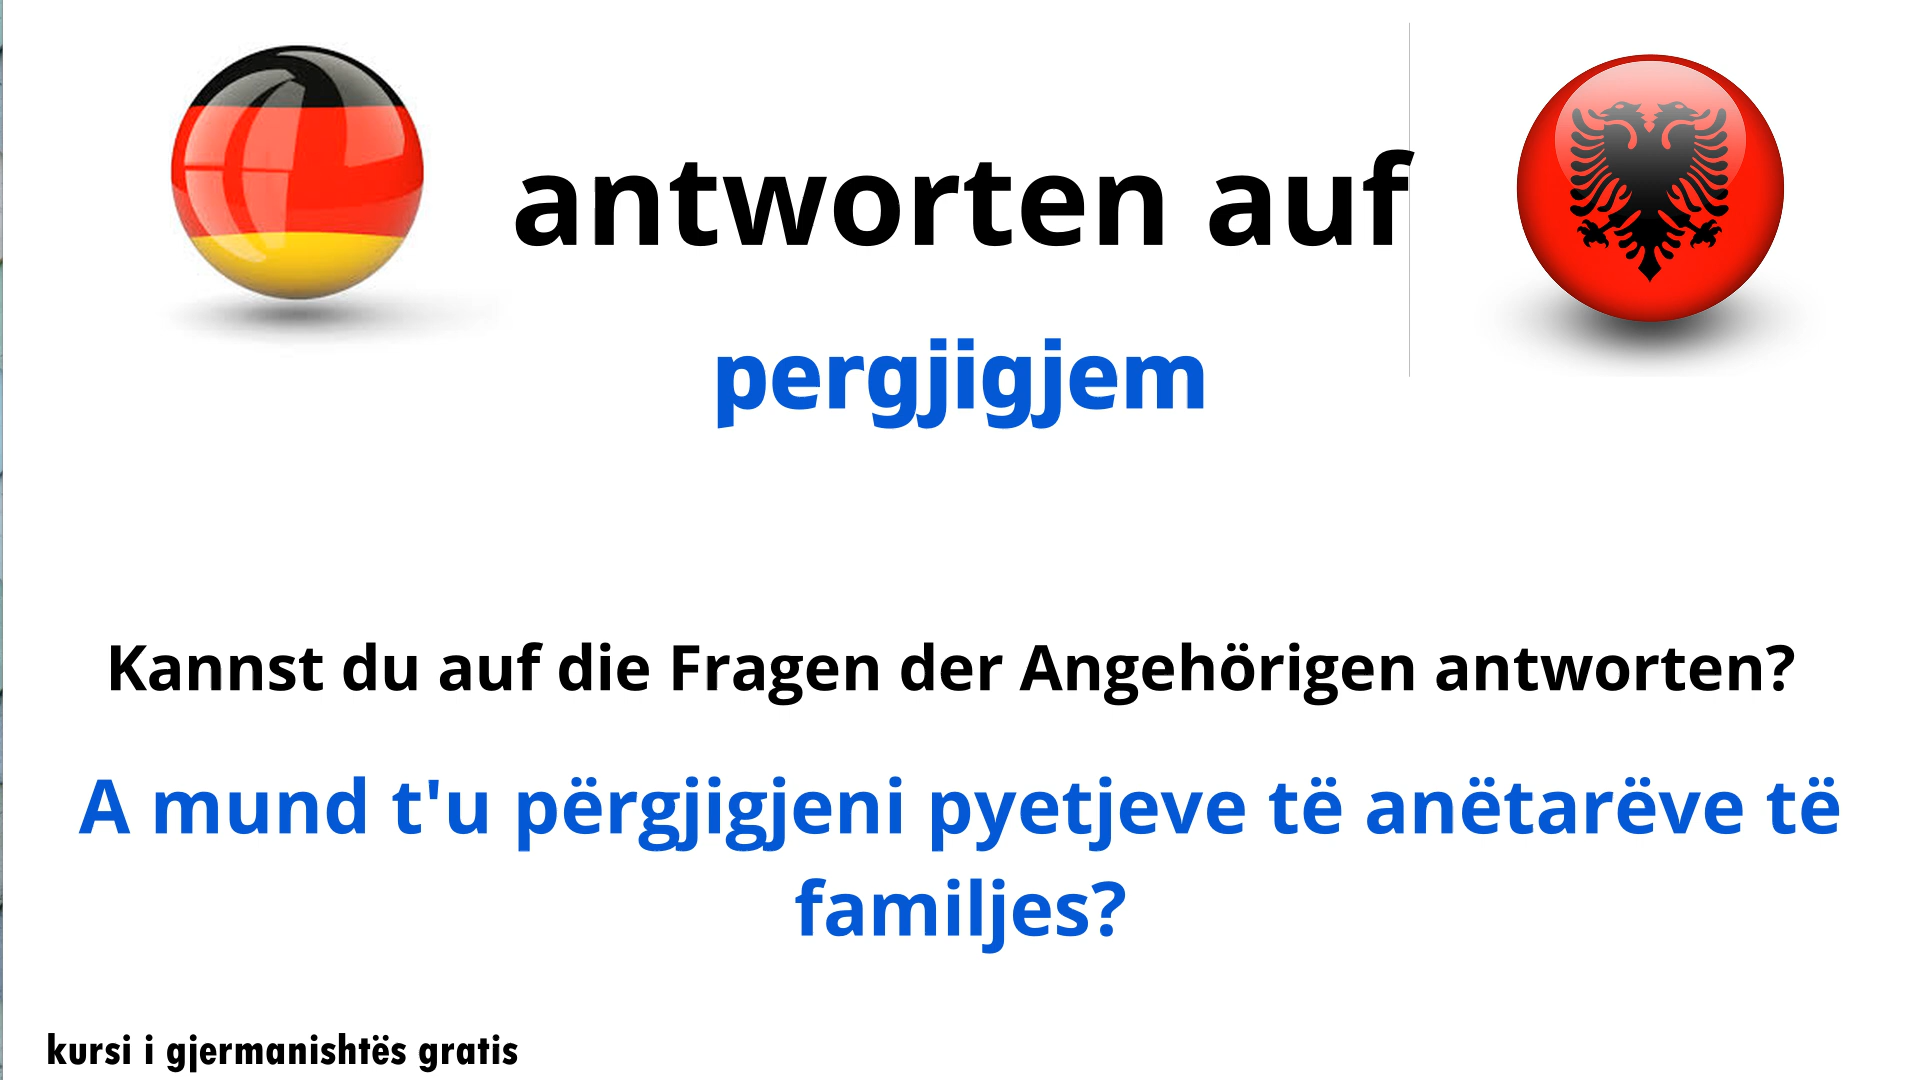 antworten auf
pergjigjem
Kannst du auf die Fragen der Angehörigen antworten?
A mund t'u përgjigjeni pyetjeve të anëtarëve të
familjes?
kursi i gjermanishtës gratis